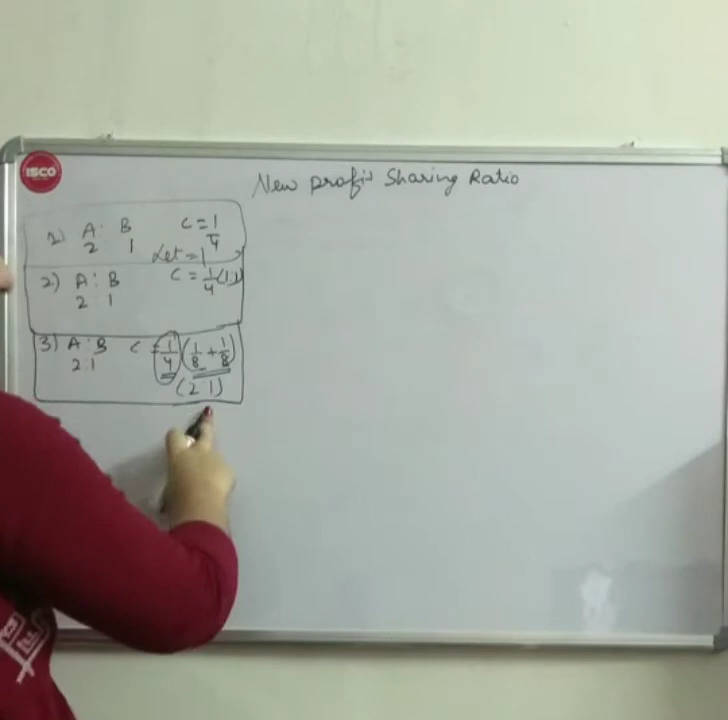 ISCO
New Profit Sharing Ratio
1) A : B C = 1/4
2 1 Let = 1
2) A : B C = 1/4 (1:1)
2 : 1
3) A : B C = 1/4 (1/8 + 1/8)
2 : 1 (2 1)